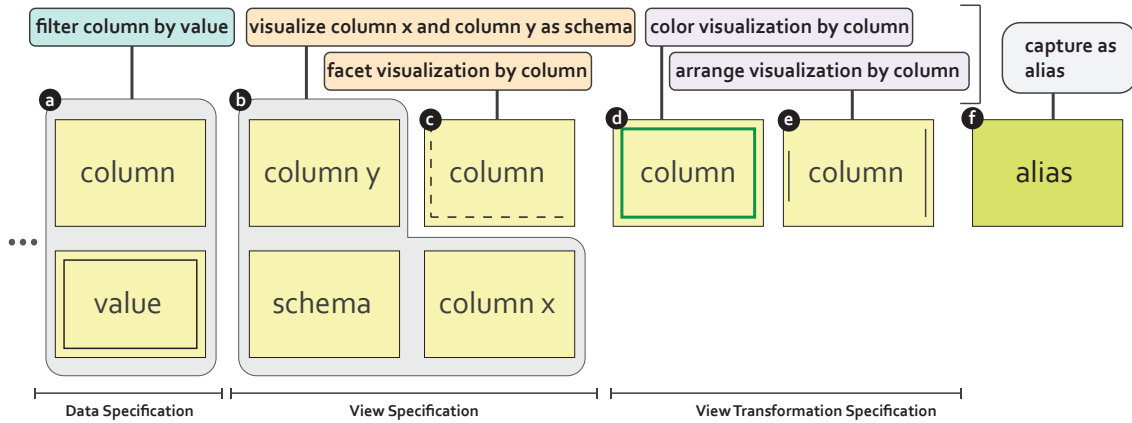 filter column by value
visualize column x and column y as schema
color visualization by column
facet visualization by column
arrange visualization by column
capture as
alias
a
b
c
d
e
f
column
column y
column
column
column
alias
...
value
schema
column x
Data Specification
View Specification
View Transformation Specification